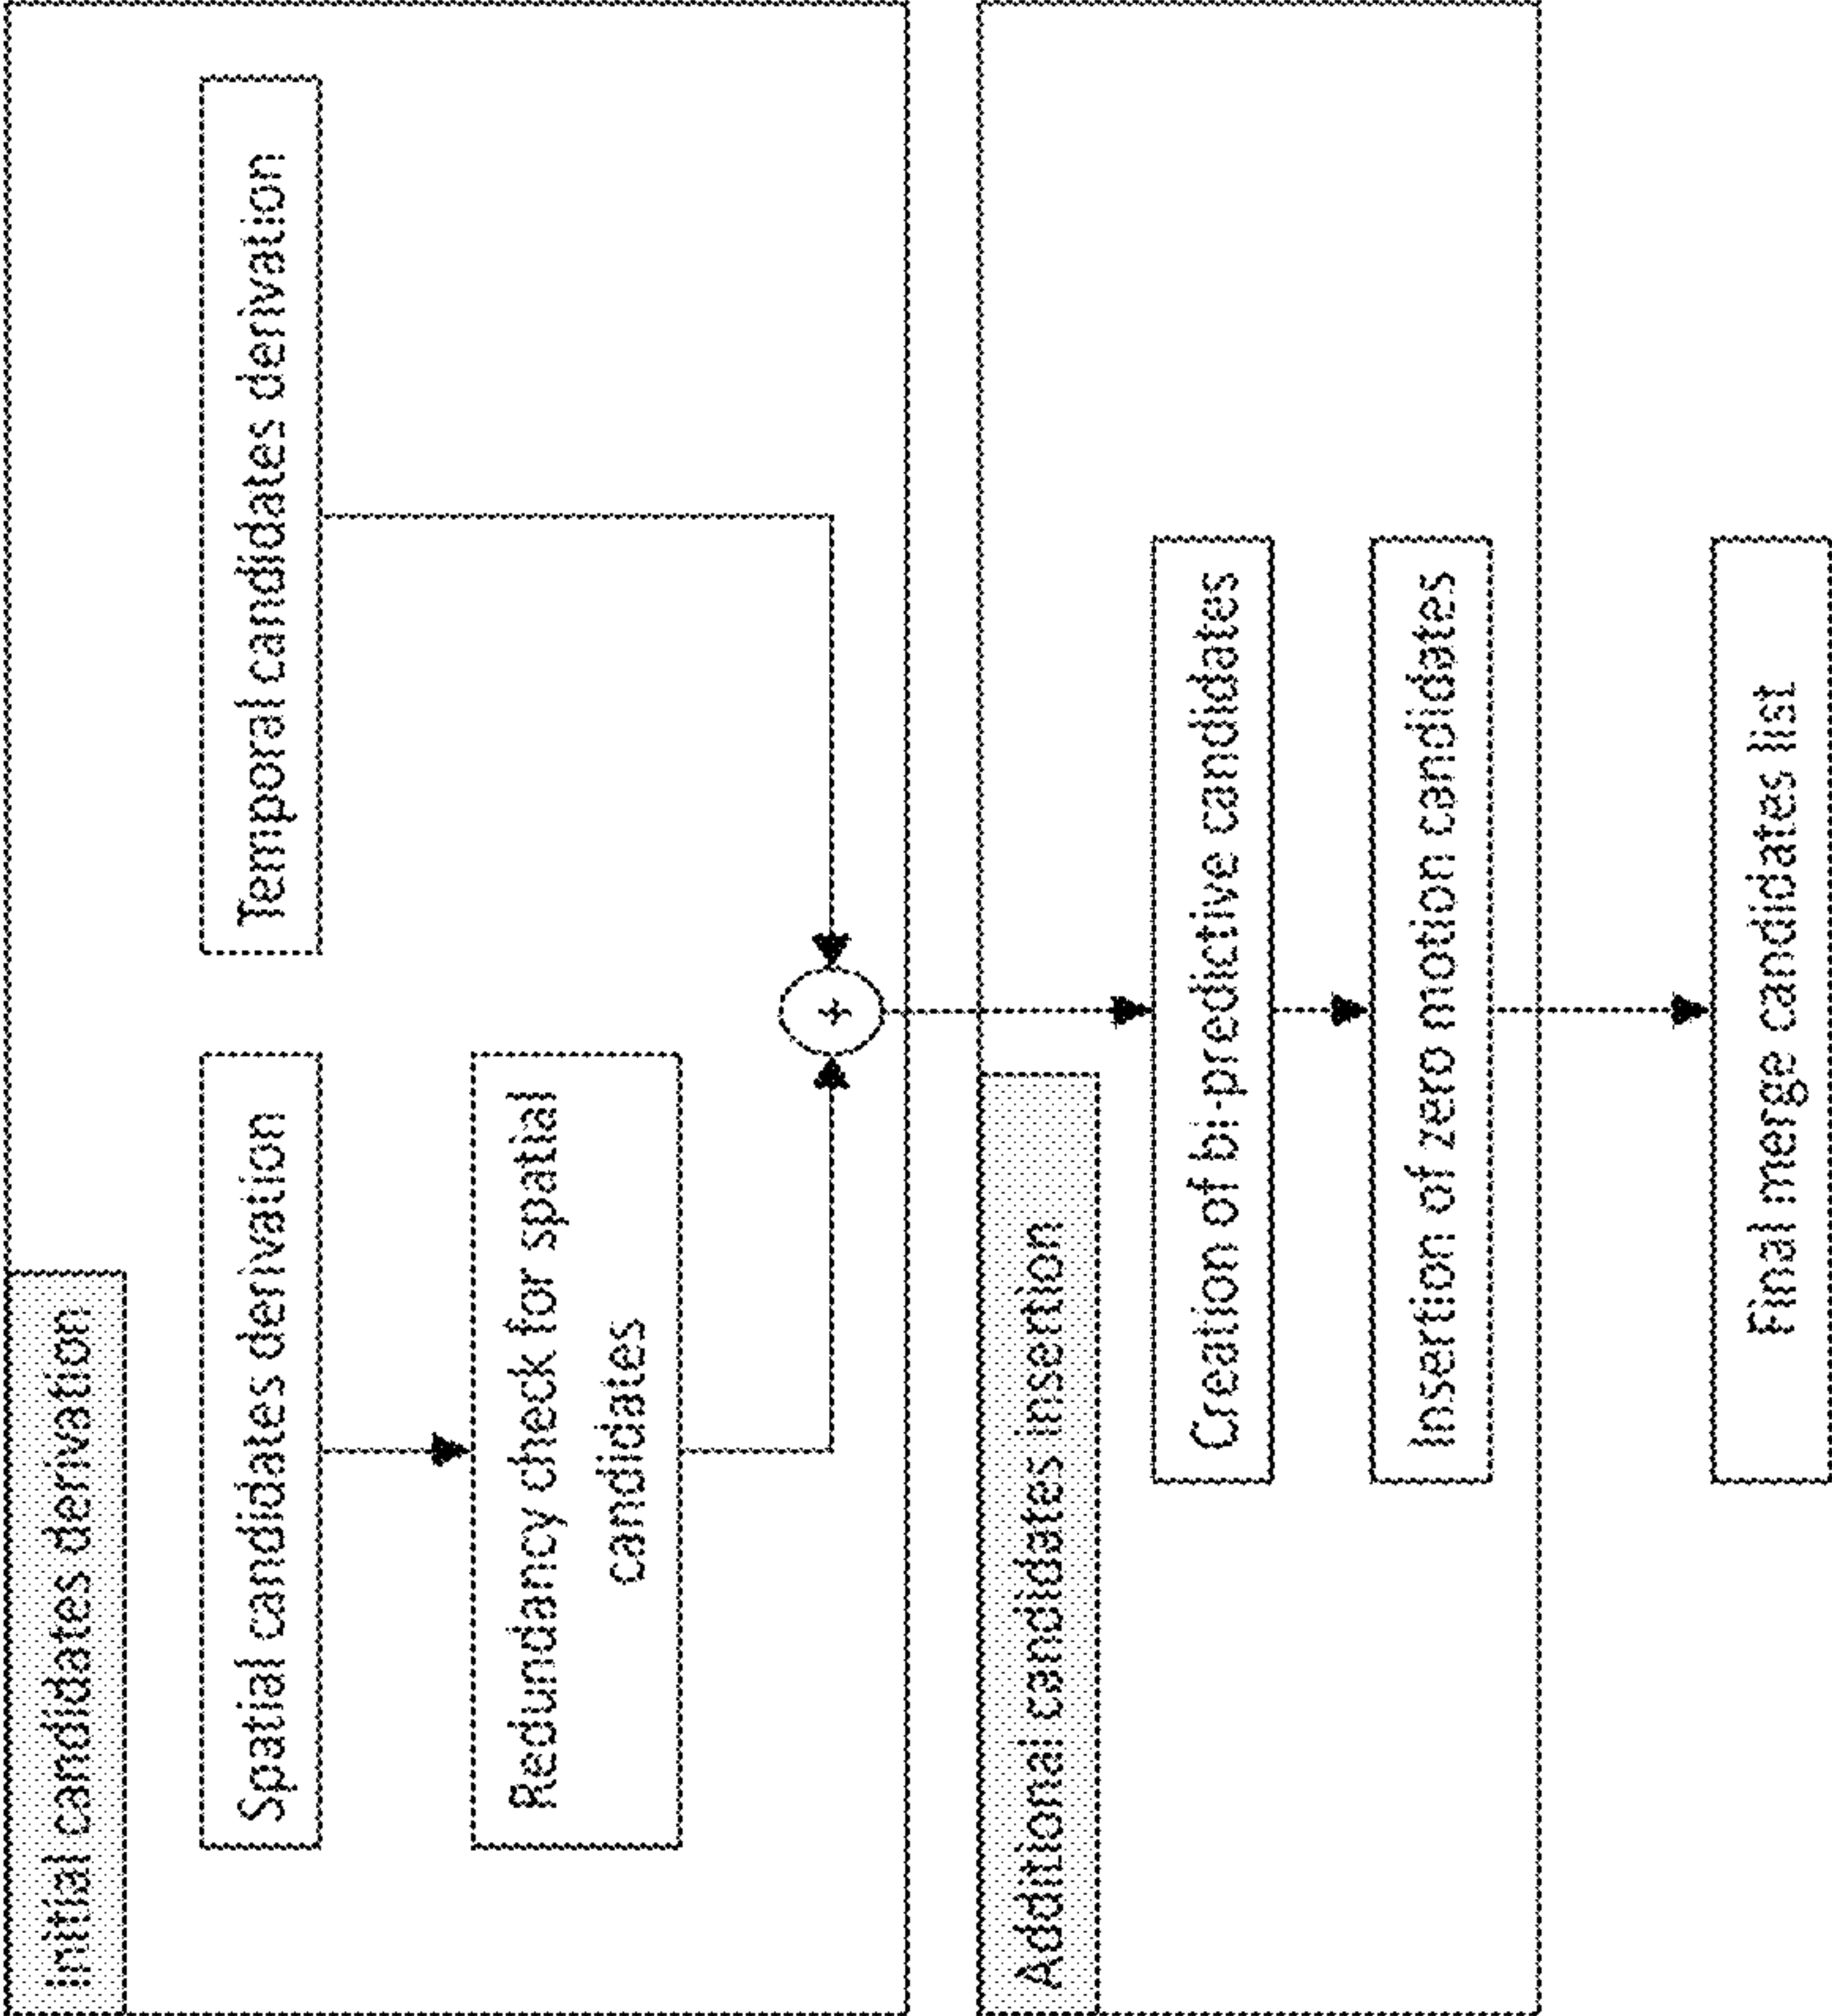 Initial candidates derivation
Spatial candidates derivation
Temporal candidates derivation
Redundancy check for spatial
candidates
+
Additional candidates insertion
Creation of bi-predictive candidates
Insertion of zero motion candidates
Final merge candidates list